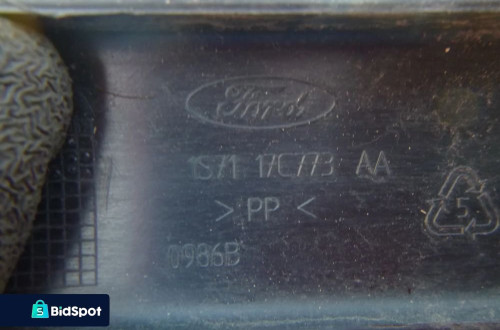 Ford
1S71 17C773 AA
5
> PP <
0986B
BidSpot